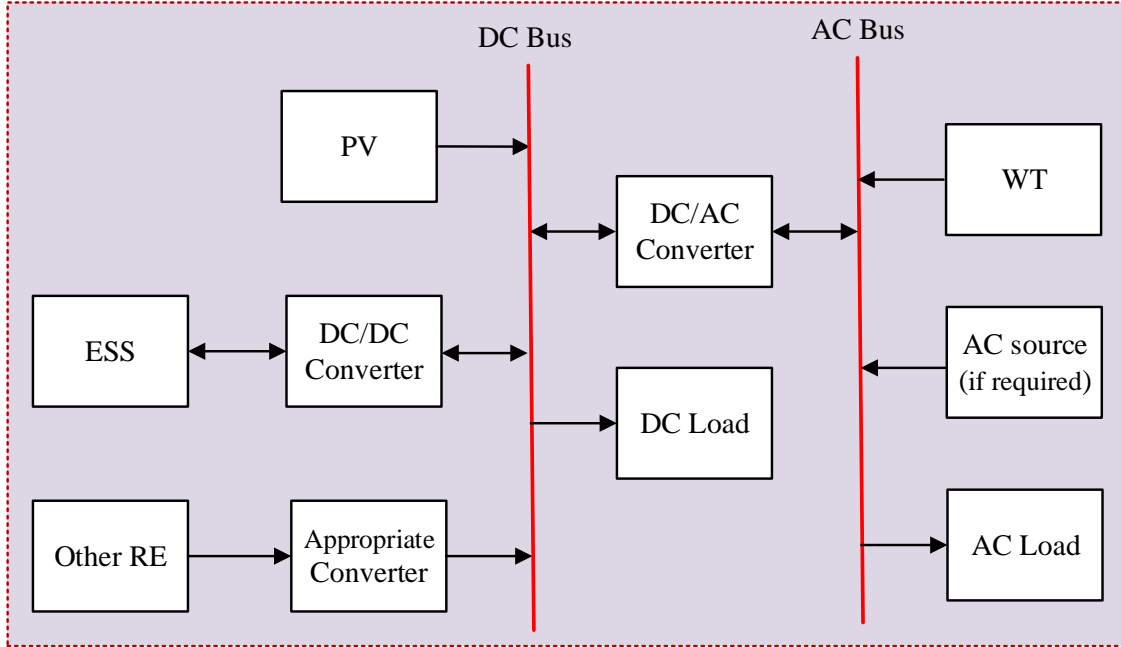 DC Bus
AC Bus
PV
WT
DC/AC
Converter
ESS
DC/DC
Converter
AC source
(if required)
DC Load
Other RE
Appropriate
Converter
AC Load